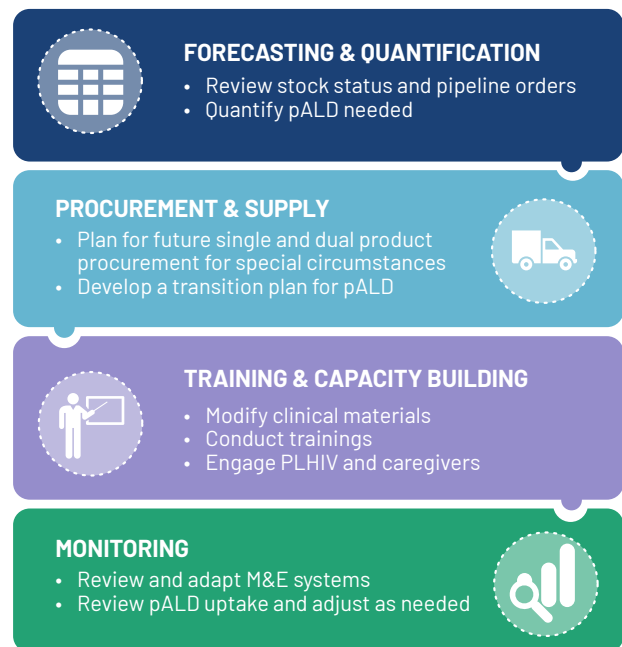 FORECASTING & QUANTIFICATION
• Review stock status and pipeline orders
• Quantify pALD needed
PROCUREMENT & SUPPLY
• Plan for future single and dual product
procurement for special circumstances
• Develop a transition plan for pALD
TRAINING & CAPACITY BUILDING
• Modify clinical materials
• Conduct trainings
• Engage PLHIV and caregivers
MONITORING
• Review and adapt M&E systems
• Review pALD uptake and adjust as needed